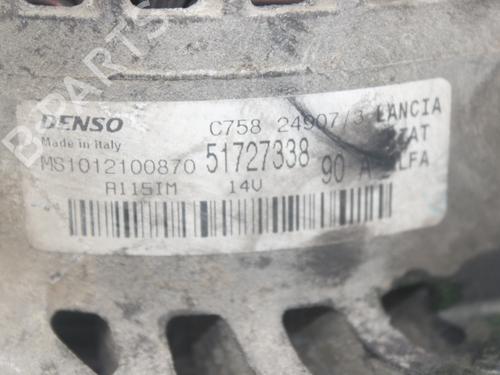 B-PARTS
DENSO
Made in Italy
C758 24907/3
LANCIA
MS1012100870
51727338
90 A
A115IM
14V